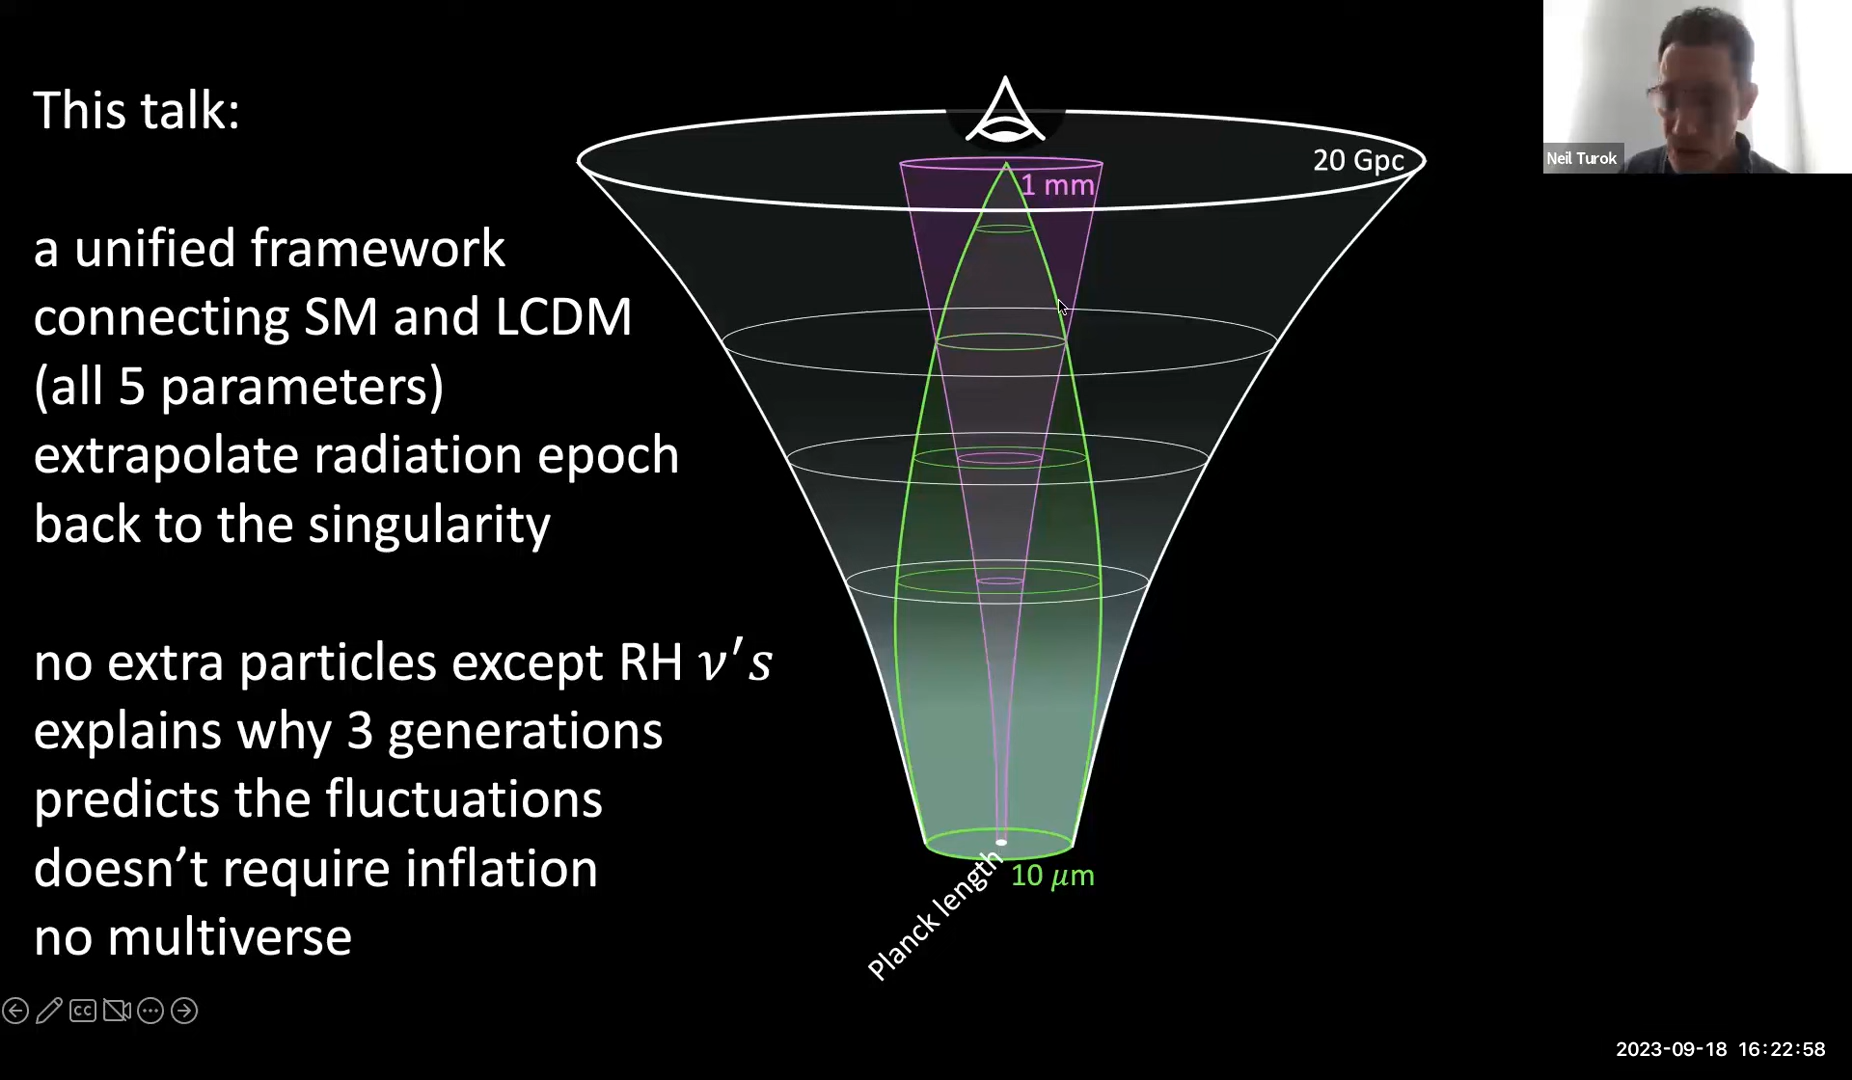 This talk:
a unified framework
connecting SM and LCDM
(all 5 parameters)
extrapolate radiation epoch
back to the singularity
no extra particles except RH ν′s
explains why 3 generations
predicts the fluctuations
doesn’t require inflation
no multiverse
20 Gpc
1 mm
10 μm
Planck length
Neil Turok
CC
2023-09-18 16:22:58